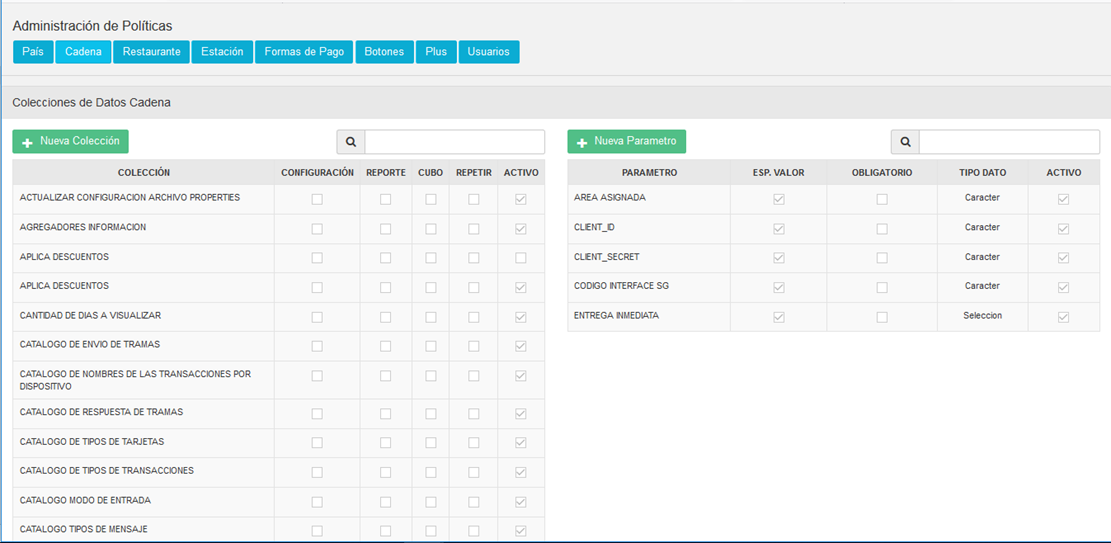 Administración de Políticas
País Cadena Restaurante Estación Formas de Pago Botones Plus Usuarios
Colecciones de Datos Cadena
Nueva Colección
COLECCIÓN CONFIGURACIÓN REPORTE CUBO REPETIR ACTIVO
ACTUALIZAR CONFIGURACION ARCHIVO PROPERTIES
AGREGADORES INFORMACION
APLICA DESCUENTOS
APLICA DESCUENTOS
CANTIDAD DE DIAS A VISUALIZAR
CATALOGO DE ENVIO DE TRAMAS
CATALOGO DE NOMBRES DE LAS TRANSACCIONES POR
DISPOSITIVO
CATALOGO DE RESPUESTA DE TRAMAS
CATALOGO DE TIPOS DE TARJETAS
CATALOGO DE TIPOS DE TRANSACCIONES
CATALOGO MODO DE ENTRADA
CATALOGO TIPOS DE MENSAJE
Nueva Parametro
PARAMETRO ESP. VALOR OBLIGATORIO TIPO DATO ACTIVO
AREA ASIGNADA Caracter
CLIENT_ID Caracter
CLIENT_SECRET Caracter
CODIGO INTERFACE SG Caracter
ENTREGA INMEDIATA Seleccion